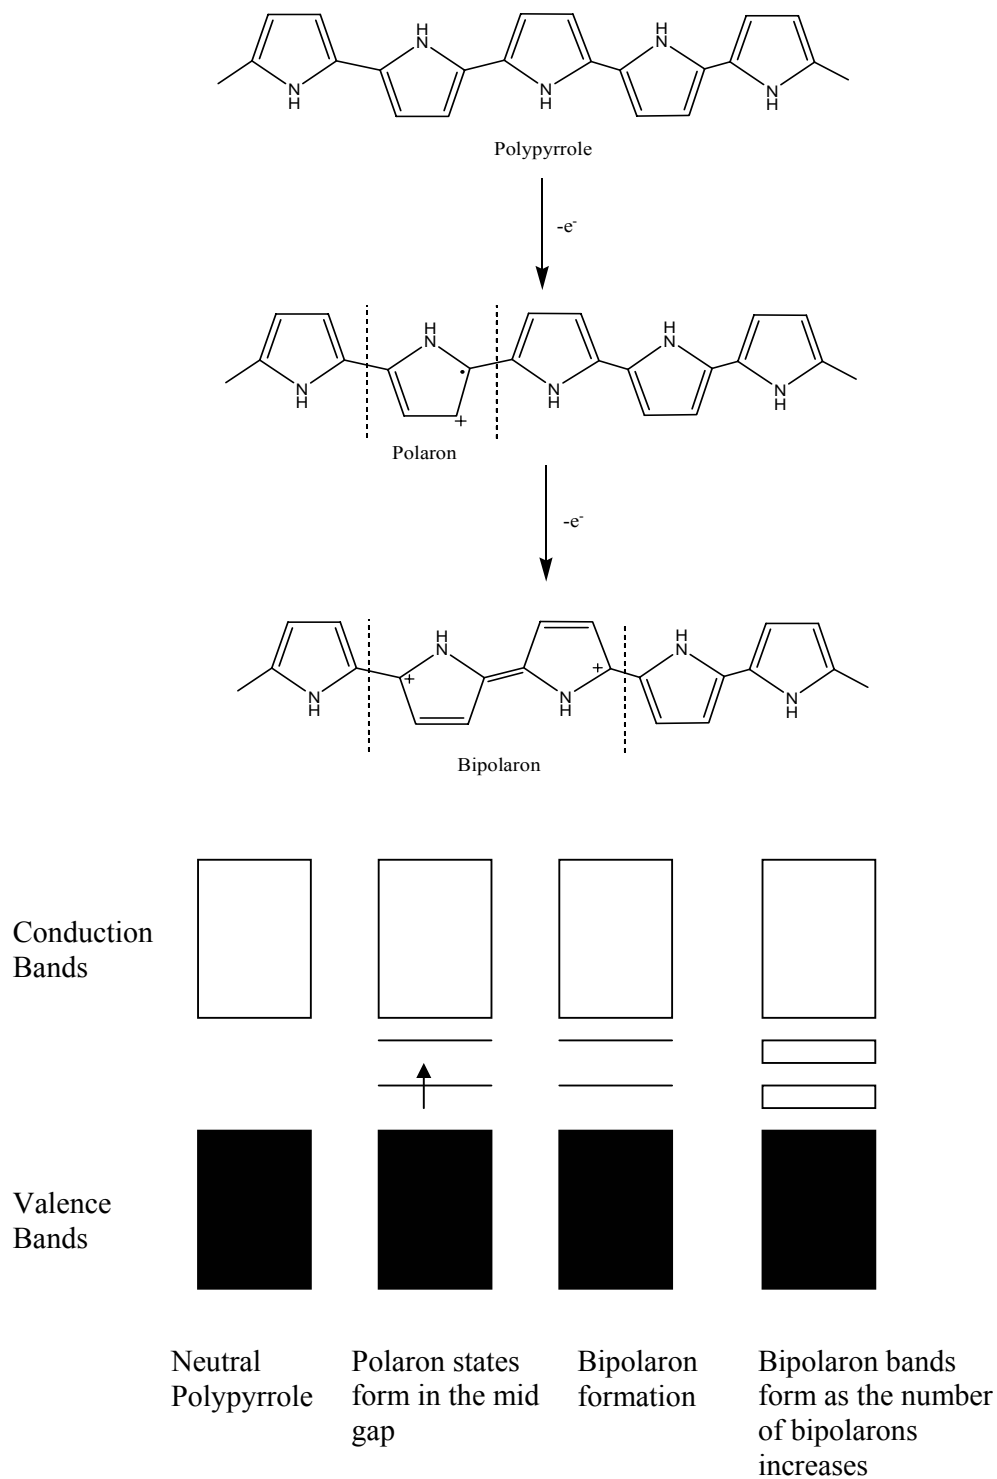 H
N
H
N
N
H
N
H
N
H
Polypyrrole
-e-
H
N
H
N
N
H
N
H
N
H
•
+
Polaron
-e-
H
N
H
N
N
H
N
H
N
H
+
+
Bipolaron
Conduction
Bands
Valence
Bands
Neutral
Polypyrrole
Polaron states
form in the mid
gap
Bipolaron
formation
Bipolaron bands
form as the number
of bipolarons
increases